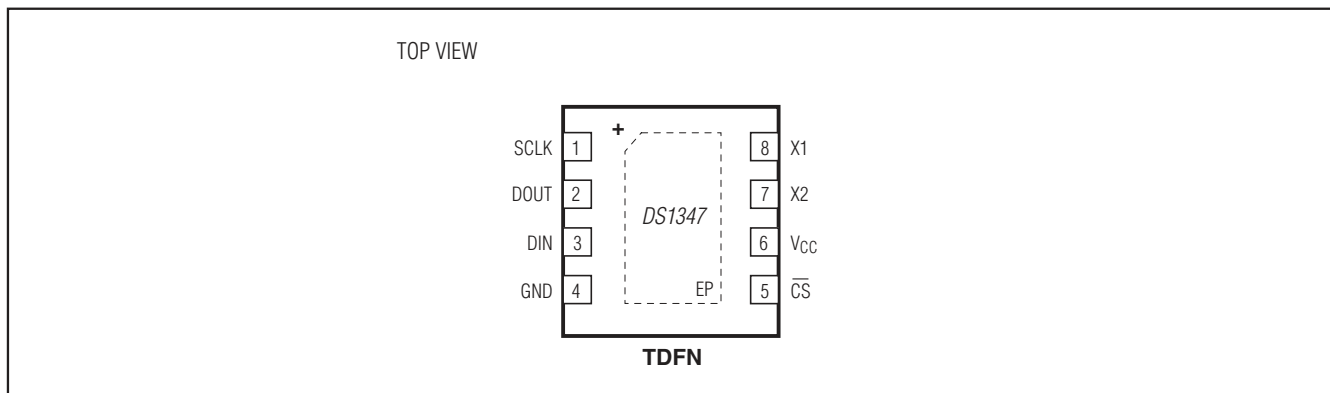 TOP VIEW
+
SCLK 1 8 X1
DOUT 2 7 X2
DS1347
DIN 3 6 VCC
GND 4 EP 5 C̅S̅
TDFN